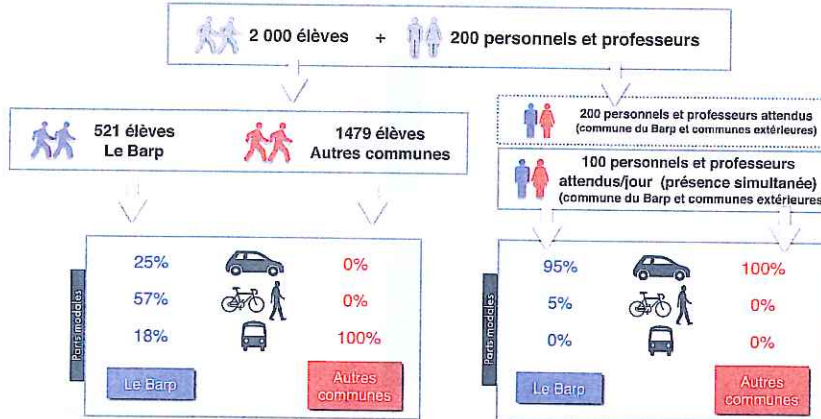 2 000 élèves + 200 personnels et professeurs
521 élèves
Le Barp
1479 élèves
Autres communes
200 personnels et professeurs attendus
(commune du Barp et communes extérieures)
100 personnels et professeurs
attendus/jour (présence simultanée)
(commune du Barp et communes extérieures
Parts modales
25% 0%
57% 0%
18% 100%
Le Barp
Autres
communes
Parts modales
95% 100%
5% 0%
0% 0%
Le Barp
Autres
communes